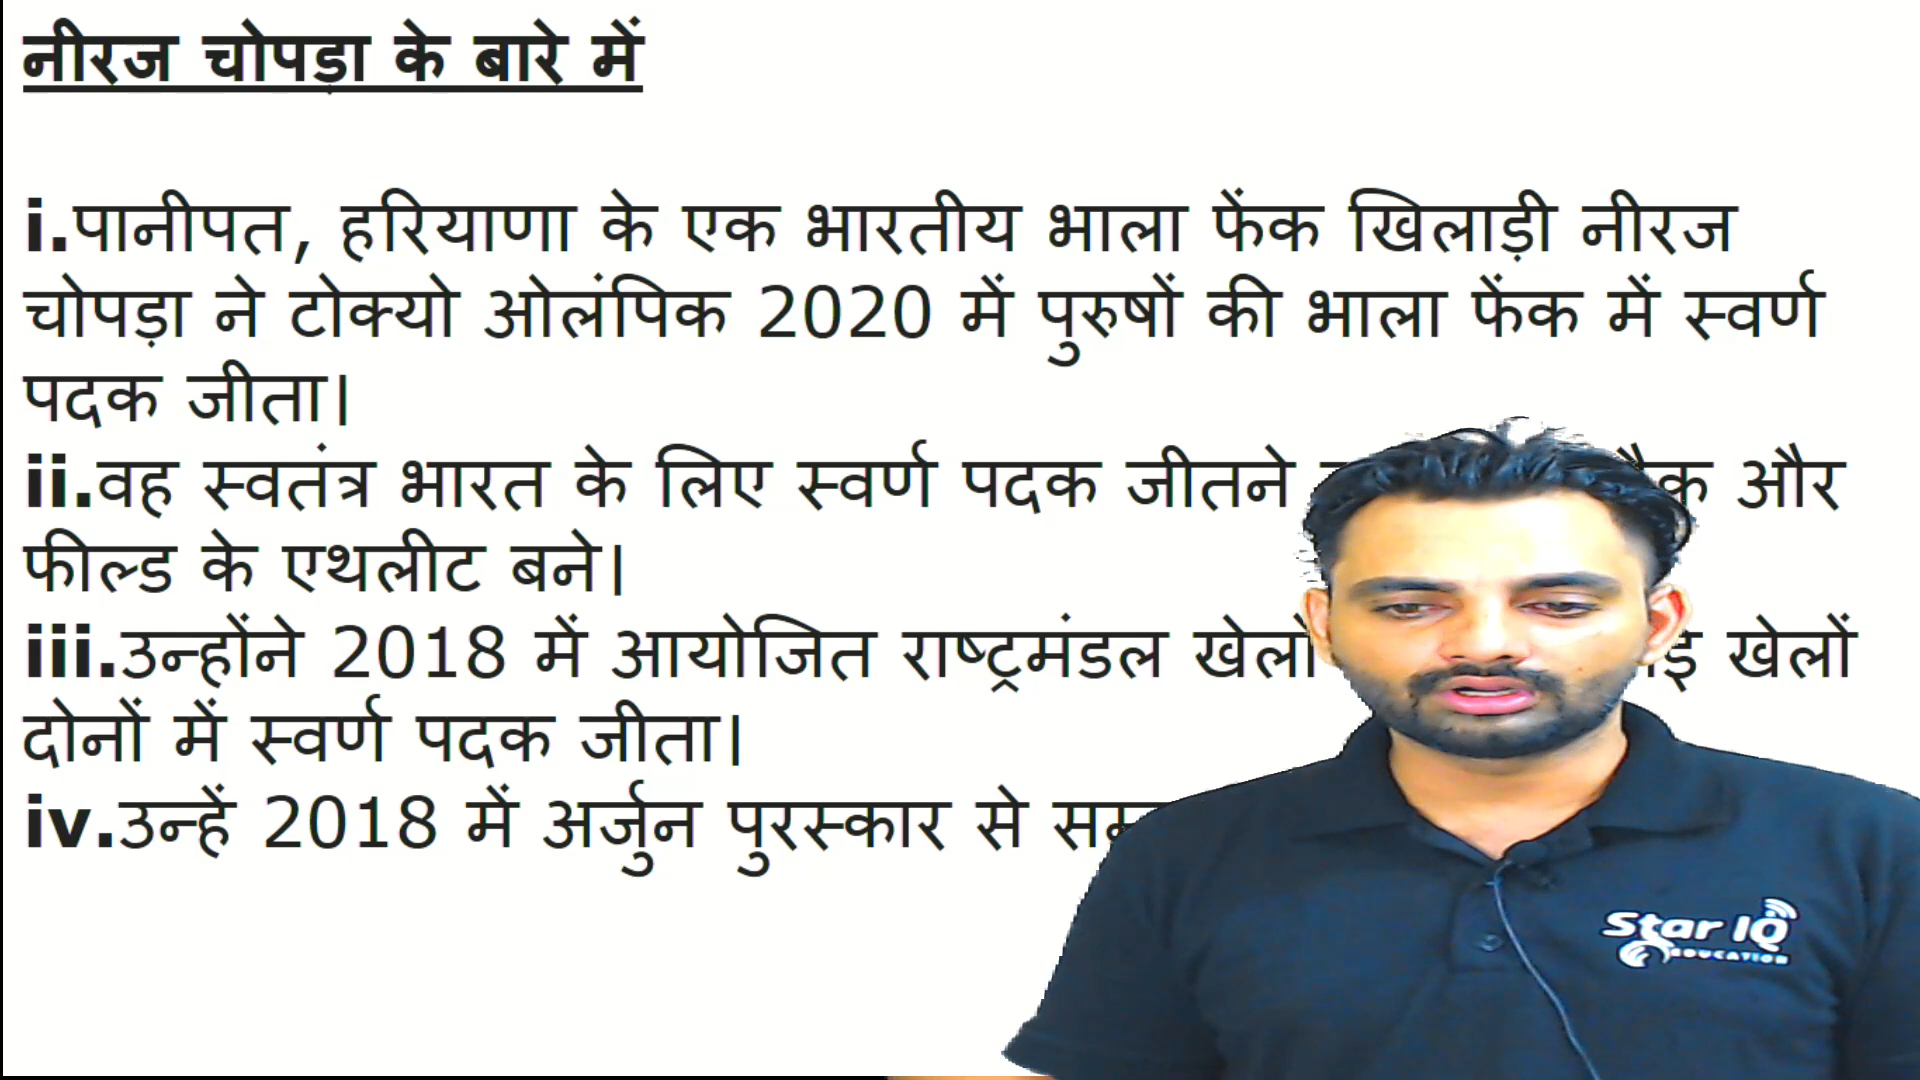 नीरज चोपड़ा के बारे में
i.पानीपत, हरियाणा के एक भारतीय भाला फेंक खिलाड़ी नीरज
चोपड़ा ने टोक्यो ओलंपिक 2020 में पुरुषों की भाला फेंक में स्वर्ण
पदक जीता।
ii.वह स्वतंत्र भारत के लिए स्वर्ण पदक जीतने और
फील्ड के एथलीट बने।
iii.उन्होंने 2018 में आयोजित राष्ट्रमंडल खेलों खेलों
दोनों में स्वर्ण पदक जीता।
iv.उन्हें 2018 में अर्जुन पुरस्कार से
Star IQ
EDUCATION